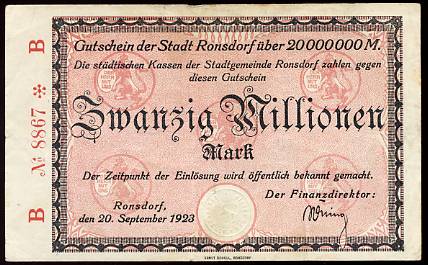 B
№ 8867 *
B
Gutschein der Stadt Ronsdorf über 20000000 M.
Die städtischen Kassen der Stadtgemeinde Ronsdorf zahlen gegen
diesen Gutschein
Zwanzig Millionen
Mark
Der Zeitpunkt der Einlösung wird öffentlich bekannt gemacht.
Ronsdorf,
den 20. September 1923
Der Finanzdirektor: